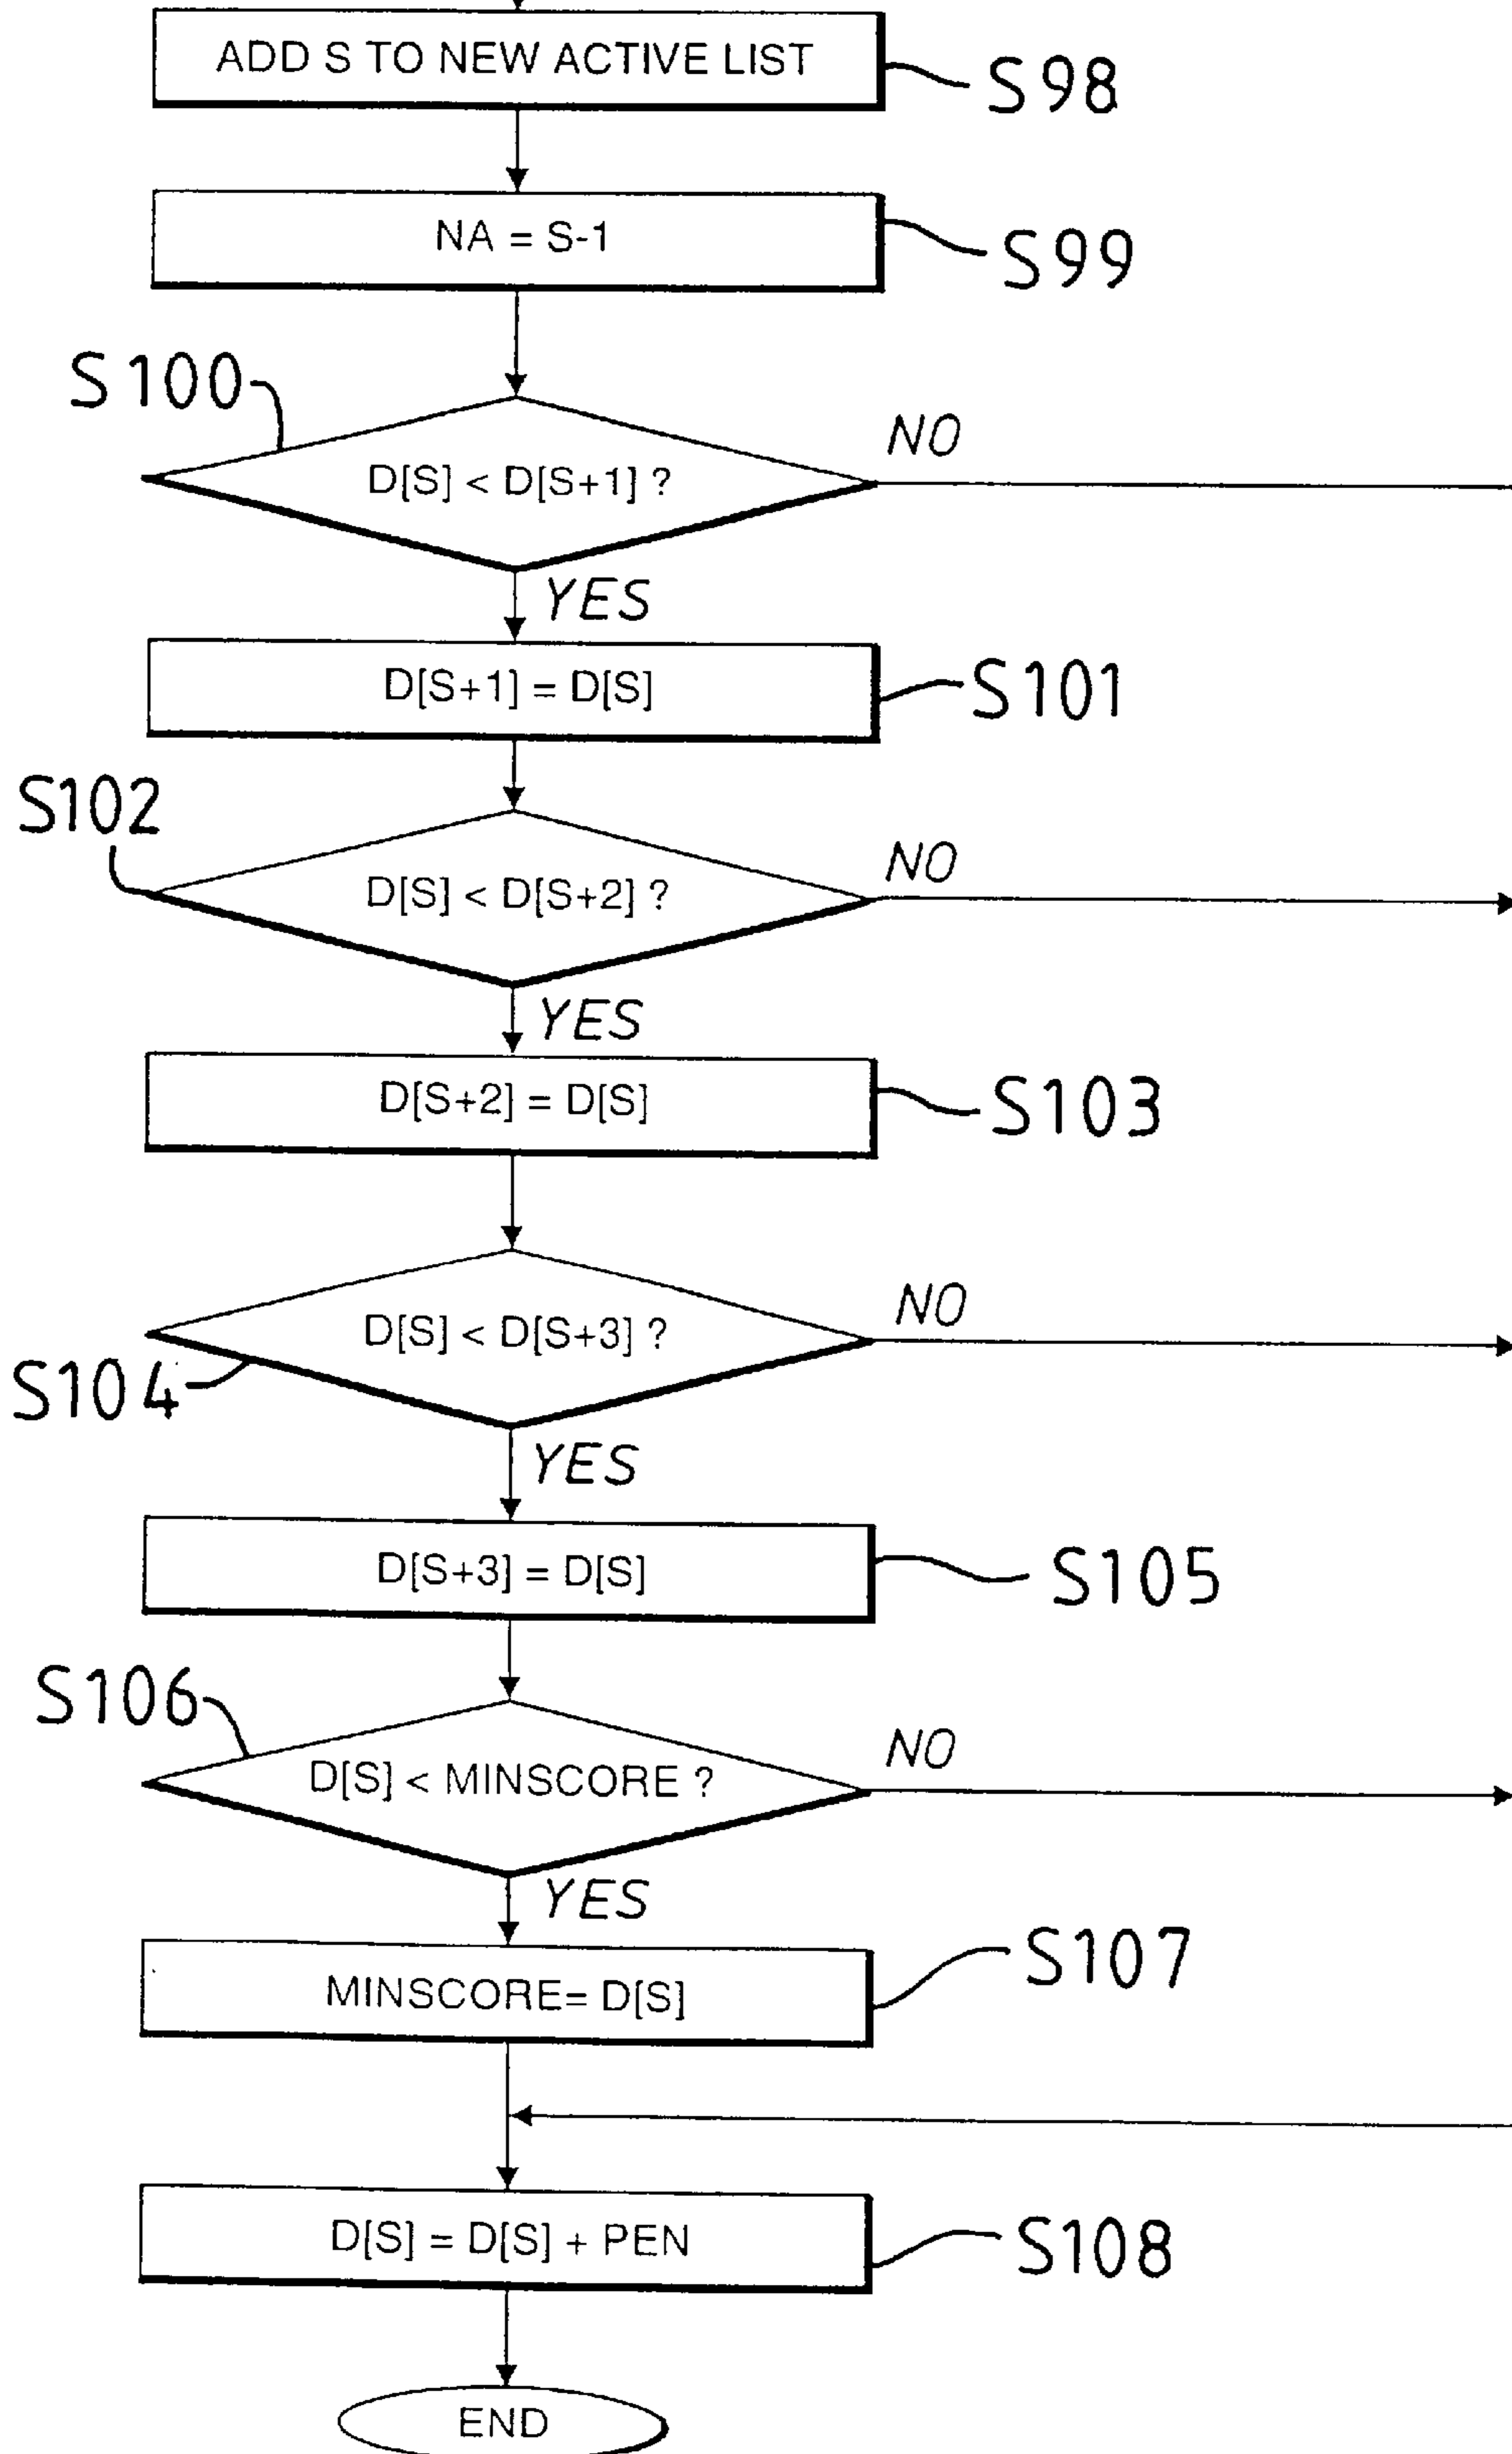 ADD S TO NEW ACTIVE LIST
S98
NA = S-1
S99
S100
D[S] < D[S+1] ?
NO
YES
D[S+1] = D[S]
S101
S102
D[S] < D[S+2] ?
NO
YES
D[S+2] = D[S]
S103
D[S] < D[S+3] ?
NO
S104
YES
D[S+3] = D[S]
S105
S106
D[S] < MINSCORE ?
NO
YES
MINSCORE= D[S]
S107
D[S] = D[S] + PEN
S108
END